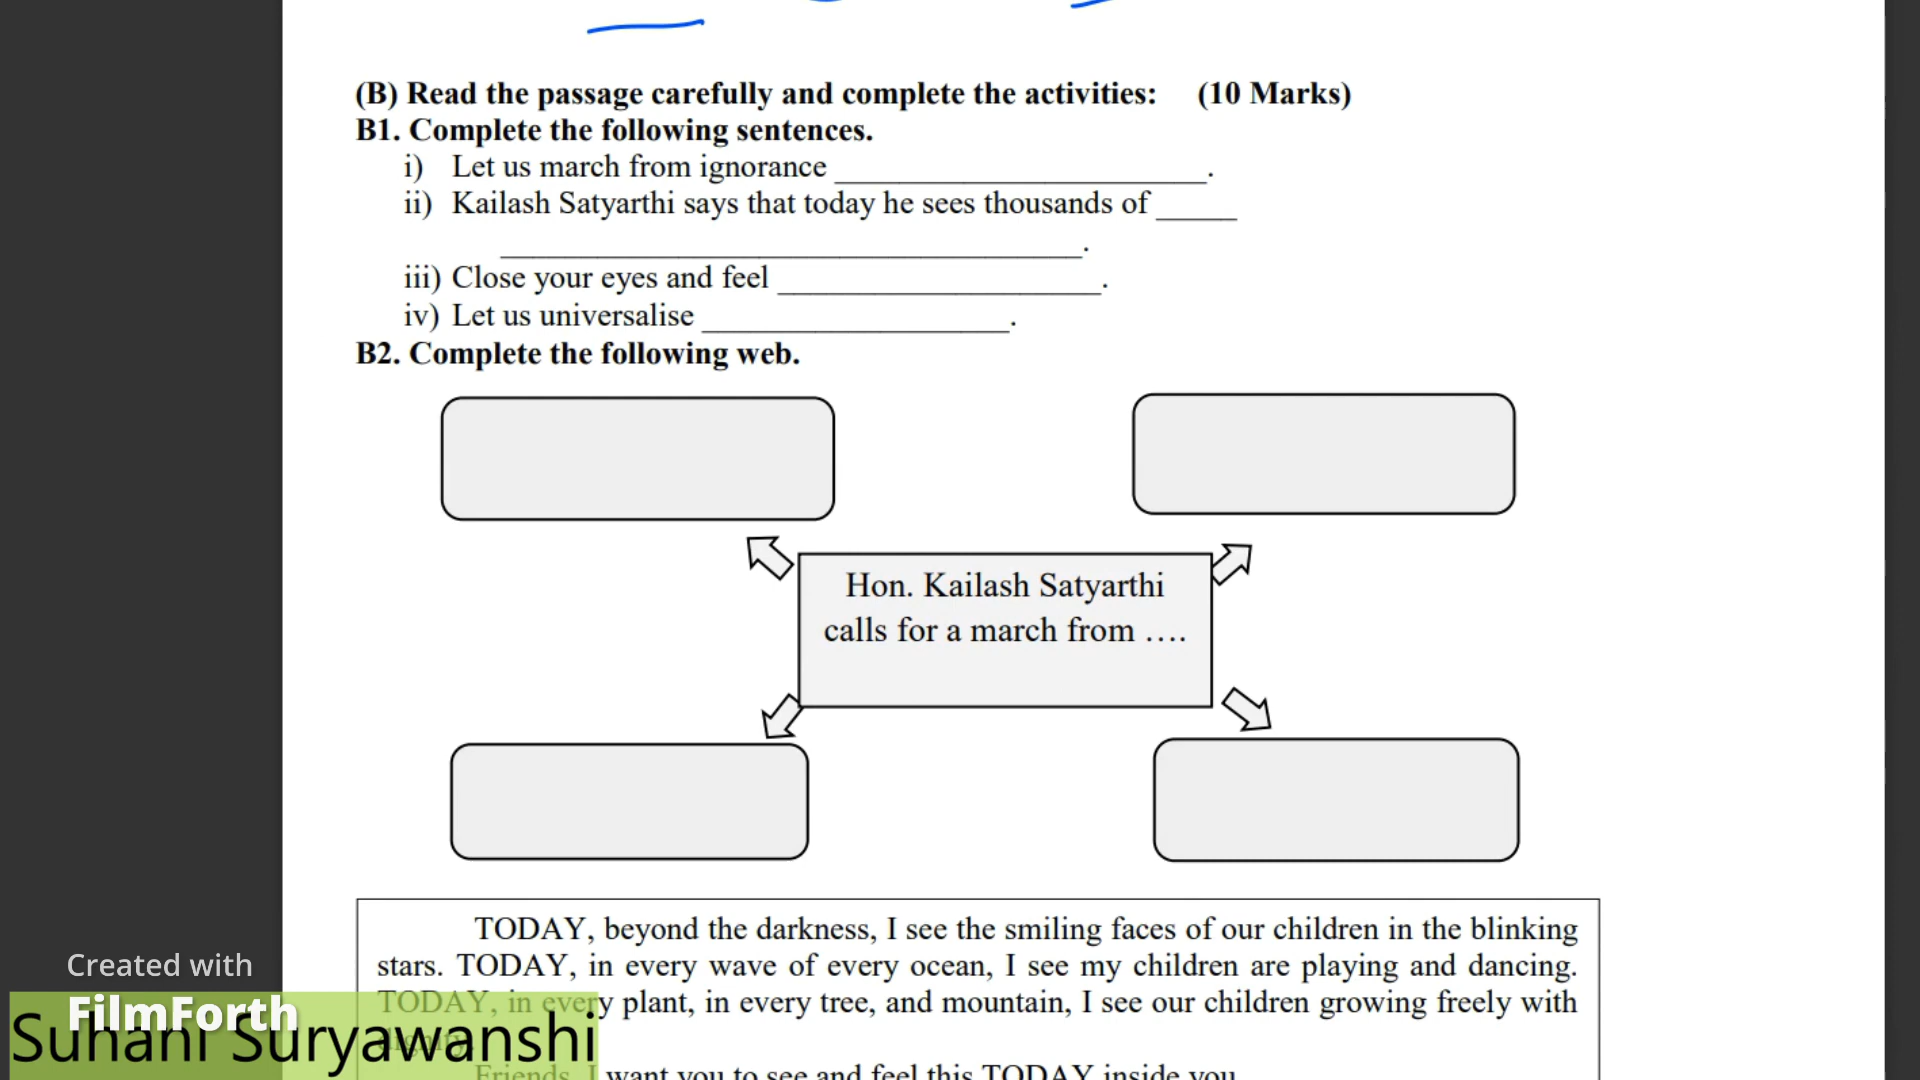 (B) Read the passage carefully and complete the activities: (10 Marks)
B1. Complete the following sentences.
i) Let us march from ignorance _______________________.
ii) Kailash Satyarthi says that today he sees thousands of _____
____________________________________.
iii) Close your eyes and feel ____________________.
iv) Let us universalise ___________________.
B2. Complete the following web.
Hon. Kailash Satyarthi
calls for a march from ….
TODAY, beyond the darkness, I see the smiling faces of our children in the blinking
stars. TODAY, in every wave of every ocean, I see my children are playing and dancing.
TODAY, in every plant, in every tree, and mountain, I see our children growing freely with
dignity.
Friends, I want you to see and feel this TODAY inside you.
Created with
FilmForth
Suhani Suryawanshi